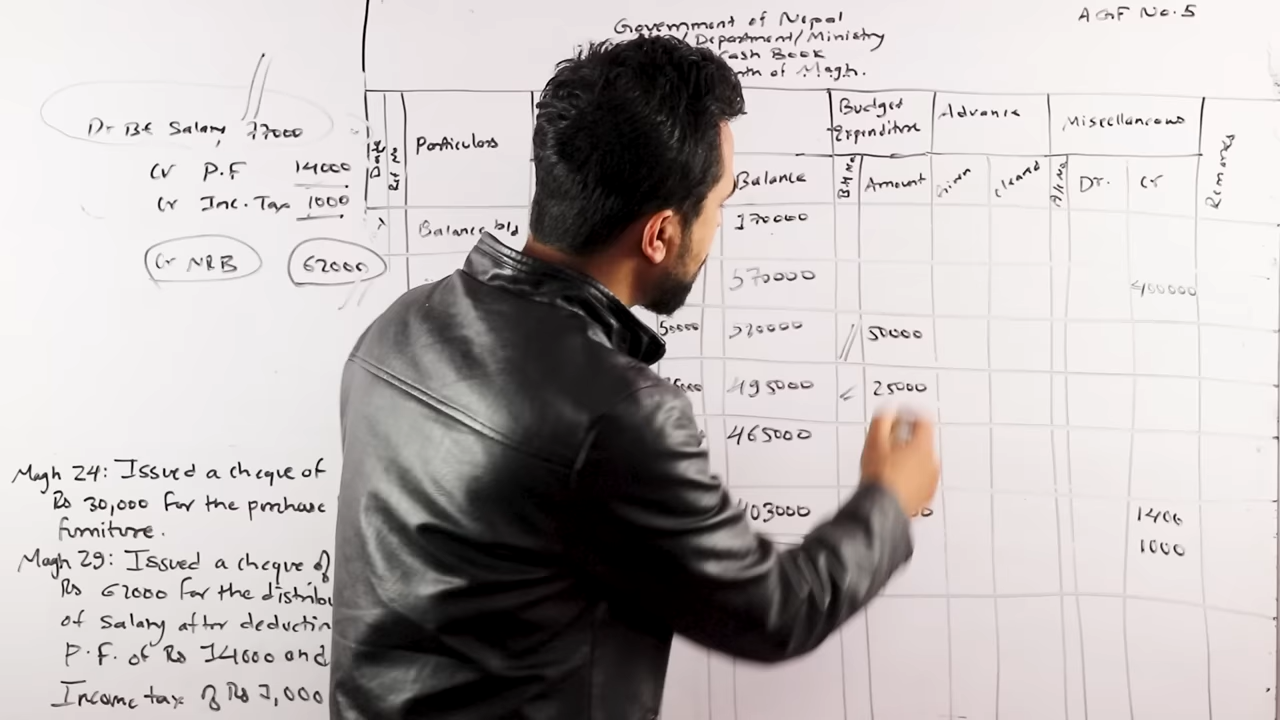 Government of Nepal
Department/Ministry
Cash Book
of Magh.
AGF No.5
Dr BE Salary, 77000
Cr P.F 14000
Cr Inc. Tax 1000
Cr NRB 62000
Magh 24: Issued a cheque of
Rs 30,000 for the purchase
furniture.
Magh 29: Issued a cheque of
Rs 62000 for the
of salary after
P.F. of Rs 14000 and
Income tax of Rs 1,000
Date
Particulars
Balance
Budget Expenditure
Amount
Advance
Given
Cleared
Miscellaneous
Dr.
Cr
Remarks
Balance b/d 170000
570000 400000
50000 520000 50000
495000 25000
465000
1400
1000